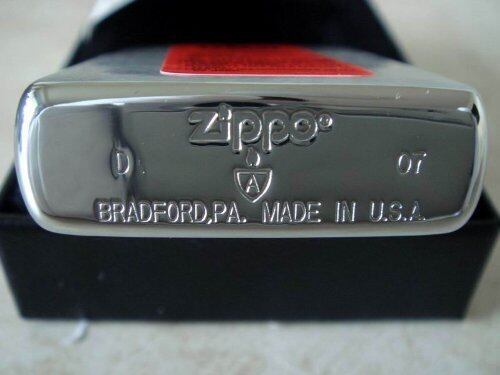 Zippo®
D 07
A
BRADFORD,PA. MADE IN U.S.A.